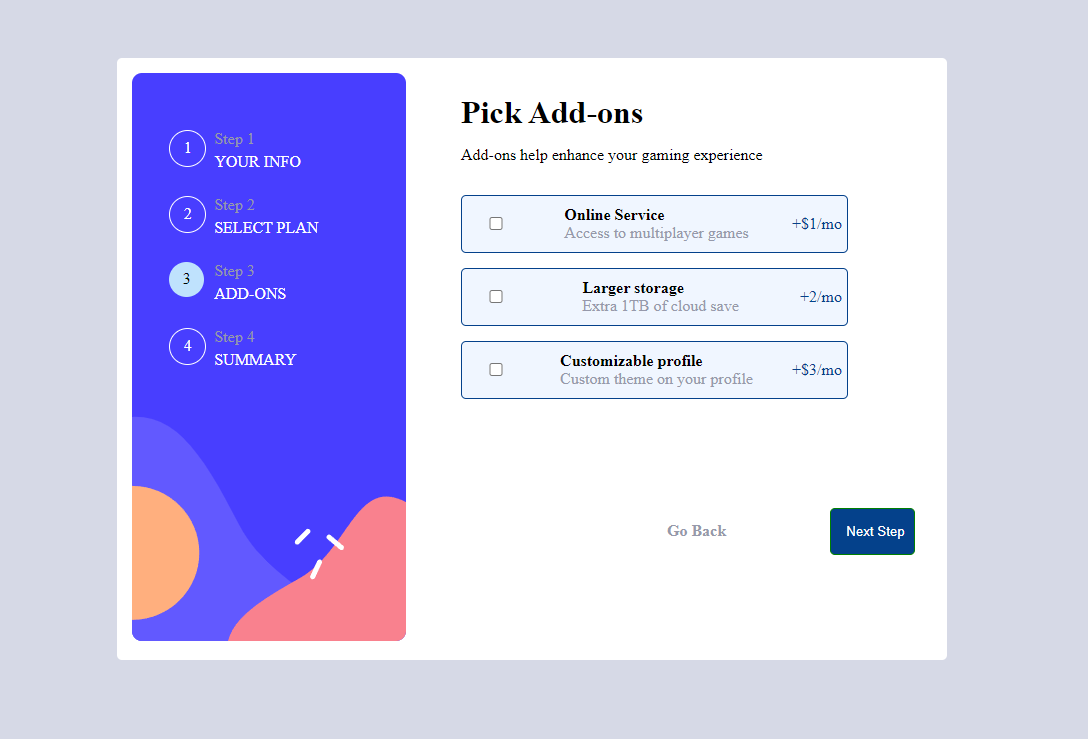 1
Step 1
YOUR INFO
2
Step 2
SELECT PLAN
3
Step 3
ADD-ONS
4
Step 4
SUMMARY
Pick Add-ons
Add-ons help enhance your gaming experience
Online Service
Access to multiplayer games
+$1/mo
Larger storage
Extra 1TB of cloud save
+2/mo
Customizable profile
Custom theme on your profile
+$3/mo
Go Back
Next Step